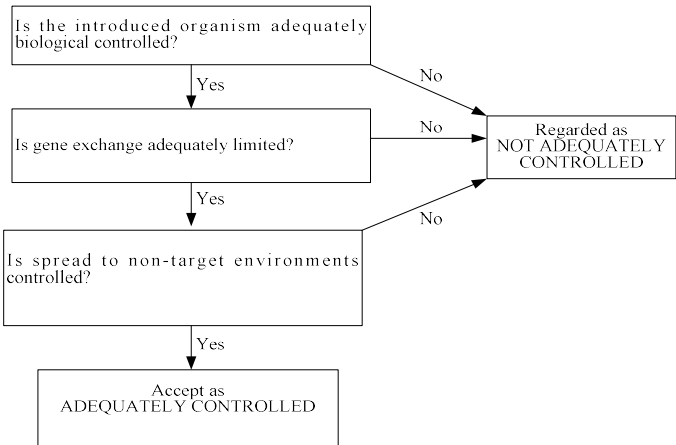 Is the introduced organism adequately
biological controlled?
Yes
No
Is gene exchange adequately limited?
No
Regarded as
NOT ADEQUATELY
CONTROLLED
Yes
No
Is spread to non-target environments
controlled?
Yes
Accept as
ADEQUATELY CONTROLLED